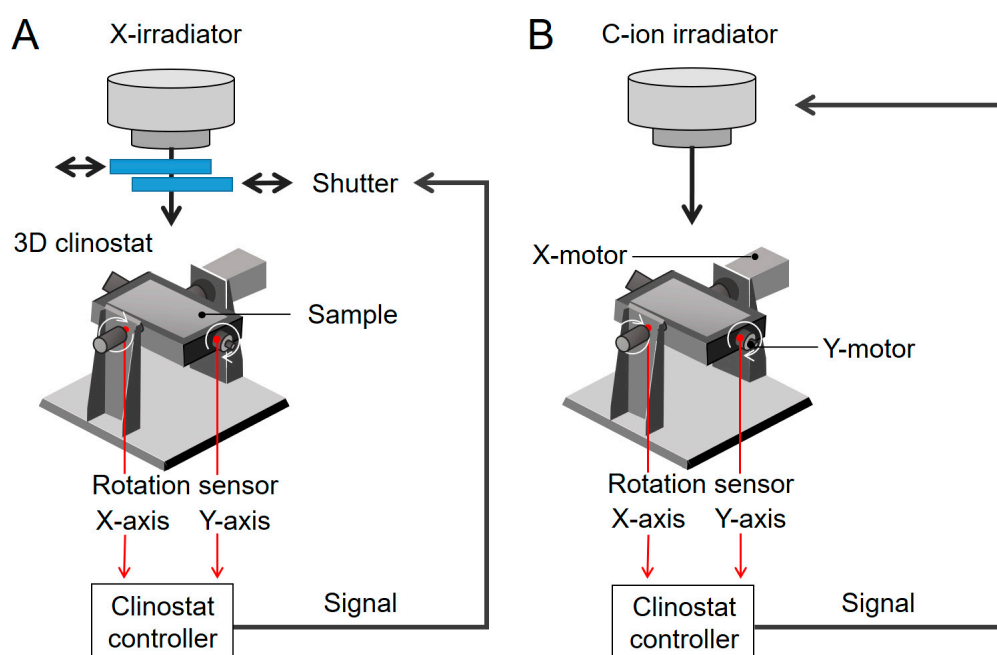 A
X-irradiator
Shutter
3D clinostat
Sample
Rotation sensor
X-axis Y-axis
Clinostat
controller
Signal
B
C-ion irradiator
X-motor
Y-motor
Rotation sensor
X-axis Y-axis
Clinostat
controller
Signal